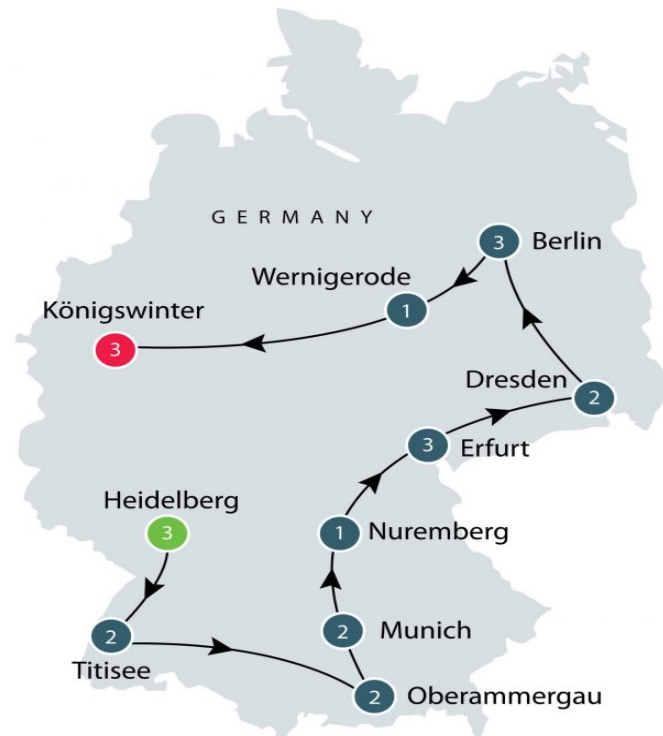 GERMANY
3
Berlin
Wernigerode
1
Königswinter
3
Dresden
2
3
Erfurt
Heidelberg
3
1
Nuremberg
2
Titisee
2
Munich
2
Oberammergau